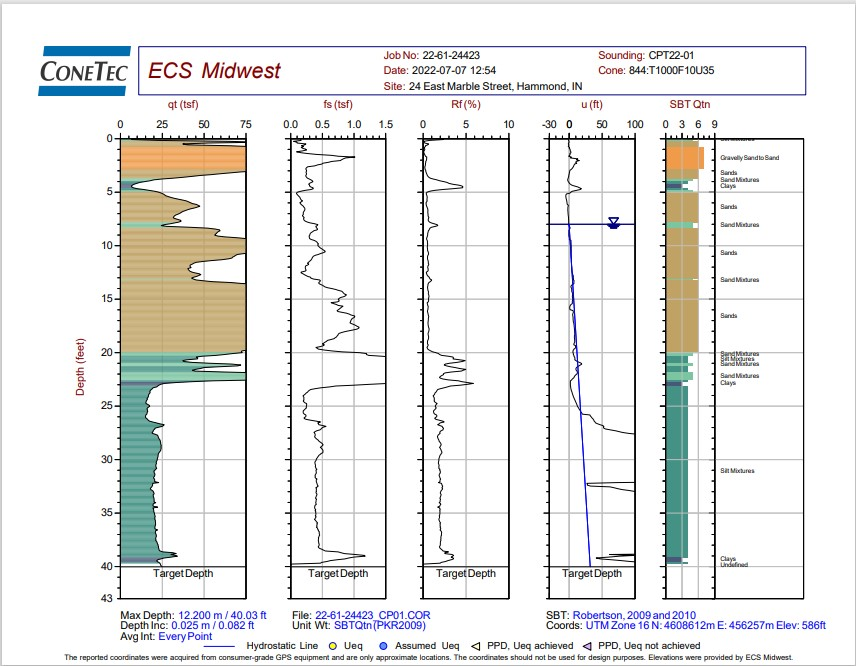 CONETEC
ECS Midwest
Job No: 22-61-24423
Date: 2022-07-07 12:54
Site: 24 East Marble Street, Hammond, IN
Sounding: CPT22-01
Cone: 844:T1000F10U35
qt (tsf) fs (tsf) Rf (%) u (ft) SBT Qtn
0 25 50 75 0.0 0.5 1.0 1.5 0 5 10 -30 0 50 100 0 3 6 9
Depth (feet)
0
5
10
15
20
25
30
35
40
43
Gravelly Sand to Sand
Sands
Sand Mixtures
Clays
Sands
Sand Mixtures
Sands
Sand Mixtures
Sands
Sand Mixtures
Silt Mixtures
Sand Mixtures
Sand Mixtures
Clays
Silt Mixtures
Clays
Undefined
Target Depth Target Depth Target Depth Target Depth
Max Depth: 12.200 m / 40.03 ft
Depth Inc: 0.025 m / 0.082 ft
Avg Int: Every Point
File: 22-61-24423_CP01.COR
Unit Wt: SBTQtn(PKR2009)
SBT: Robertson, 2009 and 2010
Coords: UTM Zone 16 N: 4608612m E: 456257m Elev: 586ft
Hydrostatic Line Ueq Assumed Ueq PPD, Ueq achieved PPD, Ueq not achieved
The reported coordinates were acquired from consumer-grade GPS equipment and are only approximate locations. The coordinates should not be used for design purposes. Elevations were provided by ECS Midwest.